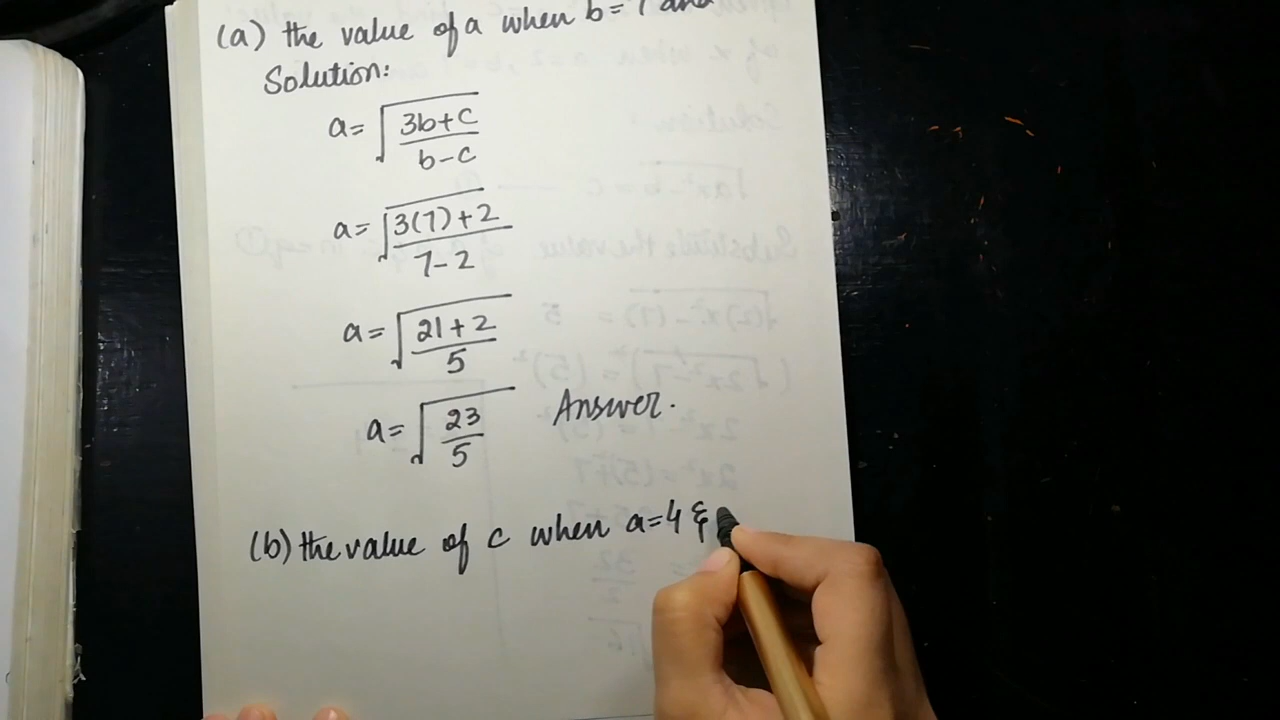 (a) the value of a when b = 7 and
Solution:
a = √(3b+c / b-c)
a = √(3(7)+2 / 7-2)
a = √(21+2 / 5)
a = √(23 / 5) Answer.
(b) the value of c when a=4 &